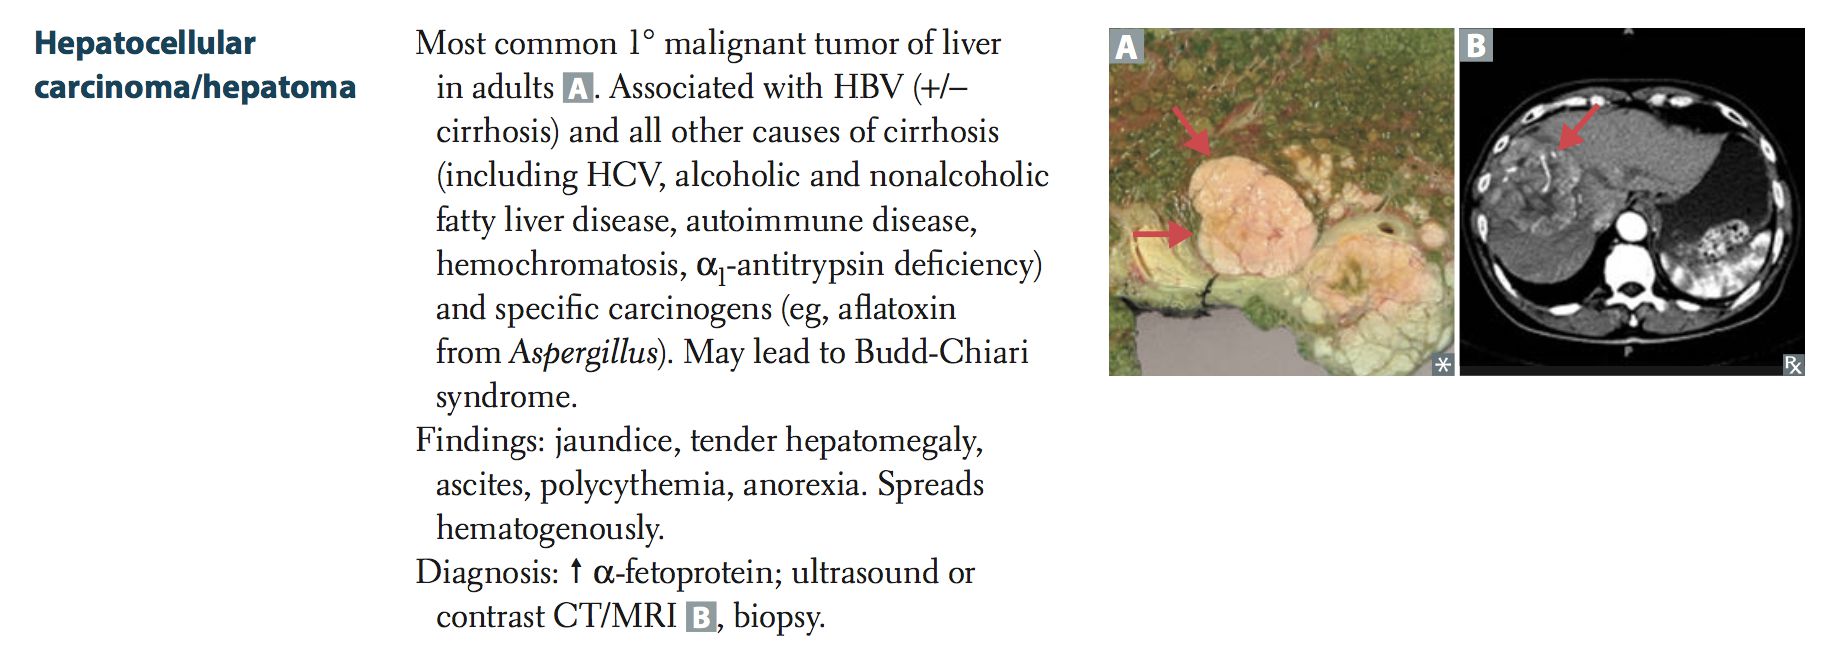 Hepatocellular
carcinoma/hepatoma
Most common 1° malignant tumor of liver
in adults A. Associated with HBV (+/–
cirrhosis) and all other causes of cirrhosis
(including HCV, alcoholic and nonalcoholic
fatty liver disease, autoimmune disease,
hemochromatosis, α1-antitrypsin deficiency)
and specific carcinogens (eg, aflatoxin
from Aspergillus). May lead to Budd-Chiari
syndrome.
Findings: jaundice, tender hepatomegaly,
ascites, polycythemia, anorexia. Spreads
hematogenously.
Diagnosis: ↑ α-fetoprotein; ultrasound or
contrast CT/MRI B, biopsy.
A
*
B
A
P
Rx